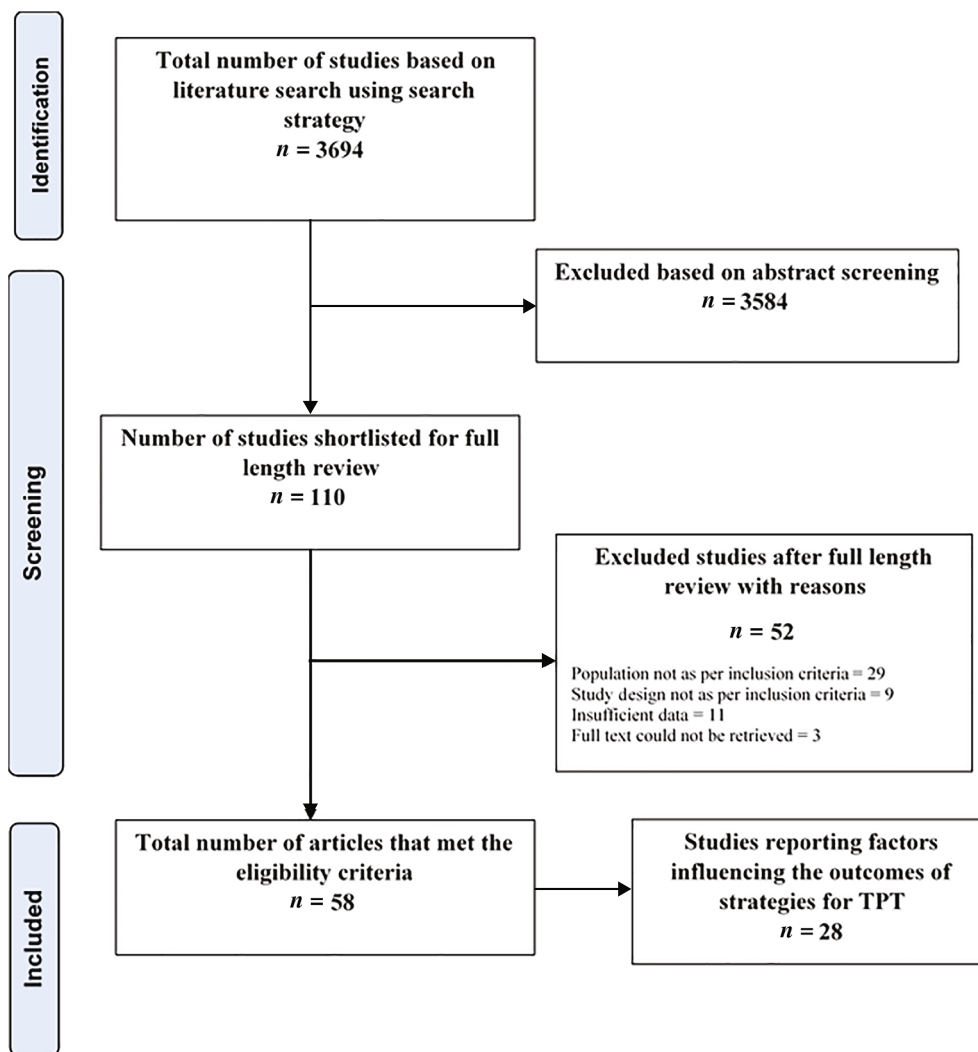 Identification
Total number of studies based on
literature search using search
strategy
n = 3694
Excluded based on abstract screening
n = 3584
Screening
Number of studies shortlisted for full
length review
n = 110
Excluded studies after full length
review with reasons
n = 52
Population not as per inclusion criteria = 29
Study design not as per inclusion criteria = 9
Insufficient data = 11
Full text could not be retrieved = 3
Included
Total number of articles that met the
eligibility criteria
n = 58
Studies reporting factors
influencing the outcomes of
strategies for TPT
n = 28